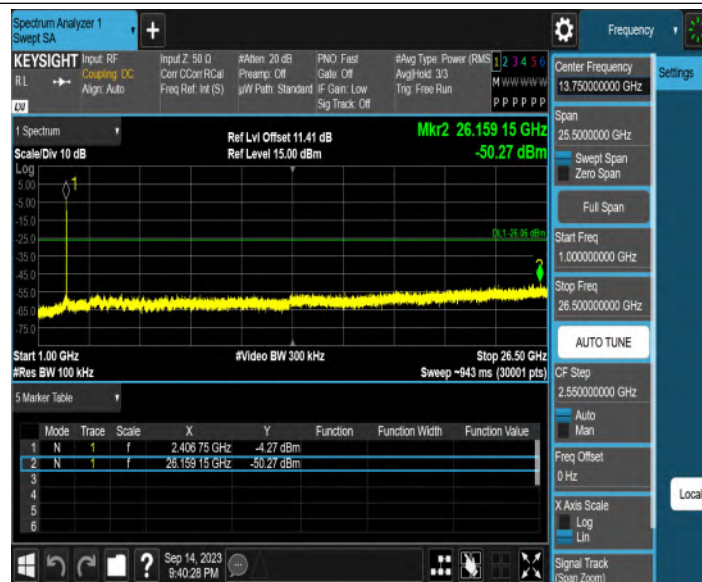 Spectrum Analyzer 1
Swept SA
+
Frequency
KEYSIGHT
RL
LXI
Input: RF
Coupling: DC
Align: Auto
Input Z: 50 Ω
Corr CCorr RCal
Freq Ref: Int (S)
#Atten: 20 dB
Preamp: Off
µW Path: Standard
PNO: Fast
Gate: Off
IF Gain: Low
Sig Track: Off
#Avg Type: Power (RMS
Avg|Hold: 3/3
Trig: Free Run
1 2 3 4 5 6
M W W W W W
P P P P P P
1 Spectrum
Scale/Div 10 dB
Ref Lvl Offset 11.41 dB
Ref Level 15.00 dBm
Mkr2 26.159 15 GHz
-50.27 dBm
Log
5.00
-5.00
-15.0
-25.0
-35.0
-45.0
-55.0
-65.0
-75.0
1
2
DL1 -26.06 dBm
Start 1.00 GHz
#Res BW 100 kHz
#Video BW 300 kHz
Stop 26.50 GHz
Sweep ~943 ms (30001 pts)
5 Marker Table
Mode Trace Scale X Y Function Function Width Function Value
1 N 1 f 2.406 75 GHz -4.27 dBm
2 N 1 f 26.159 15 GHz -50.27 dBm
3
4
5
6
?
Sep 14, 2023
9:40:28 PM
Center Frequency
13.750000000 GHz
Span
25.5000000 GHz
Swept Span
Zero Span
Full Span
Start Freq
1.000000000 GHz
Stop Freq
26.500000000 GHz
AUTO TUNE
CF Step
2.550000000 GHz
Auto
Man
Freq Offset
0 Hz
X Axis Scale
Log
Lin
Signal Track
(Span Zoom)
Settings
Local